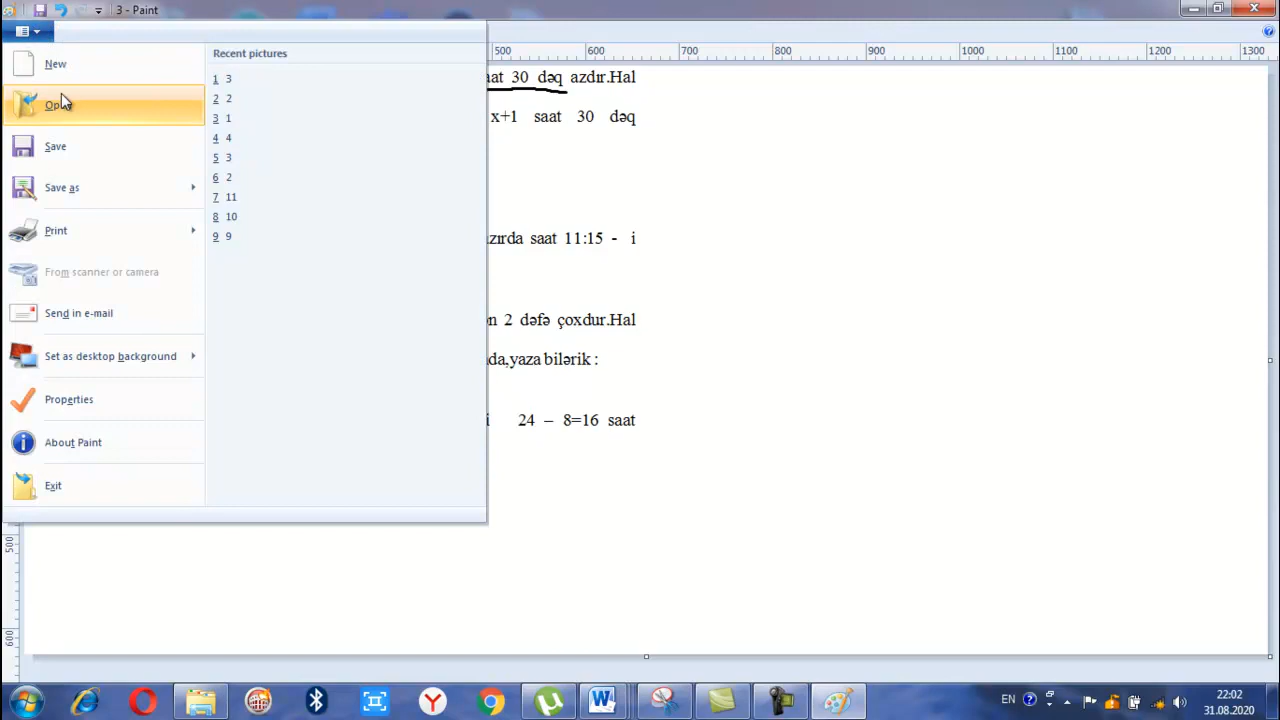 3 - Paint
New
Open
Save
Save as
Print
From scanner or camera
Send in e-mail
Set as desktop background
Properties
About Paint
Exit
Recent pictures
1 3
2 2
3 1
4 4
5 3
6 2
7 11
8 10
9 9
500 600 700 800 900 1000 1100 1200 1300
500
600
30 dəq azdır.Hal
x+1 saat 30 dəq
saat 11:15 - i
2 dəfə çoxdur.Hal
yaza bilərik :
24 – 8=16 saat
EN
22:02
31.08.2020